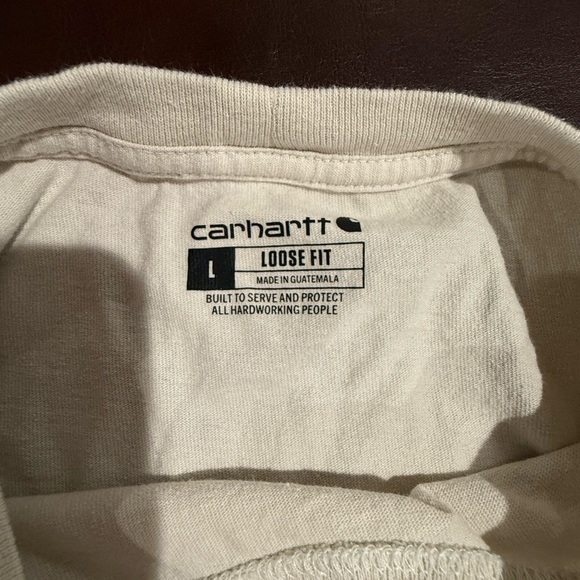 carhartt
L LOOSE FIT
MADE IN GUATEMALA
BUILT TO SERVE AND PROTECT
ALL HARDWORKING PEOPLE